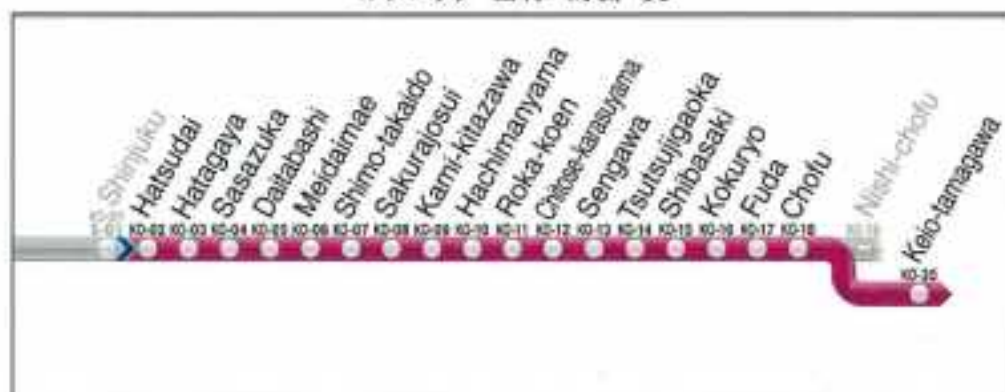 Shinjuku
Hatsudai
Hatagaya
Sasazuka
Daitabashi
Meidaimae
Shimo-takaido
Sakurajosui
Kami-kitazawa
Hachimanyama
Roka-koen
Chitose-karasuyama
Sengawa
Tsutsujigaoka
Shibasaki
Kokuryo
Fuda
Chofu
Nishi-chofu
Keio-tamagawa
KO-02 KO-03 KO-04 KO-05 KO-06 KO-07 KO-08 KO-09 KO-10 KO-11 KO-12 KO-13 KO-14 KO-15 KO-16 KO-17 KO-18
KO-35